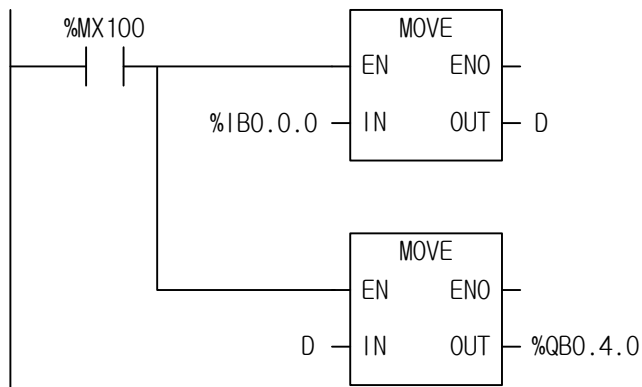 %MX100
MOVE
EN ENO
%IB0.0.0 IN OUT D
MOVE
EN ENO
D IN OUT %QB0.4.0